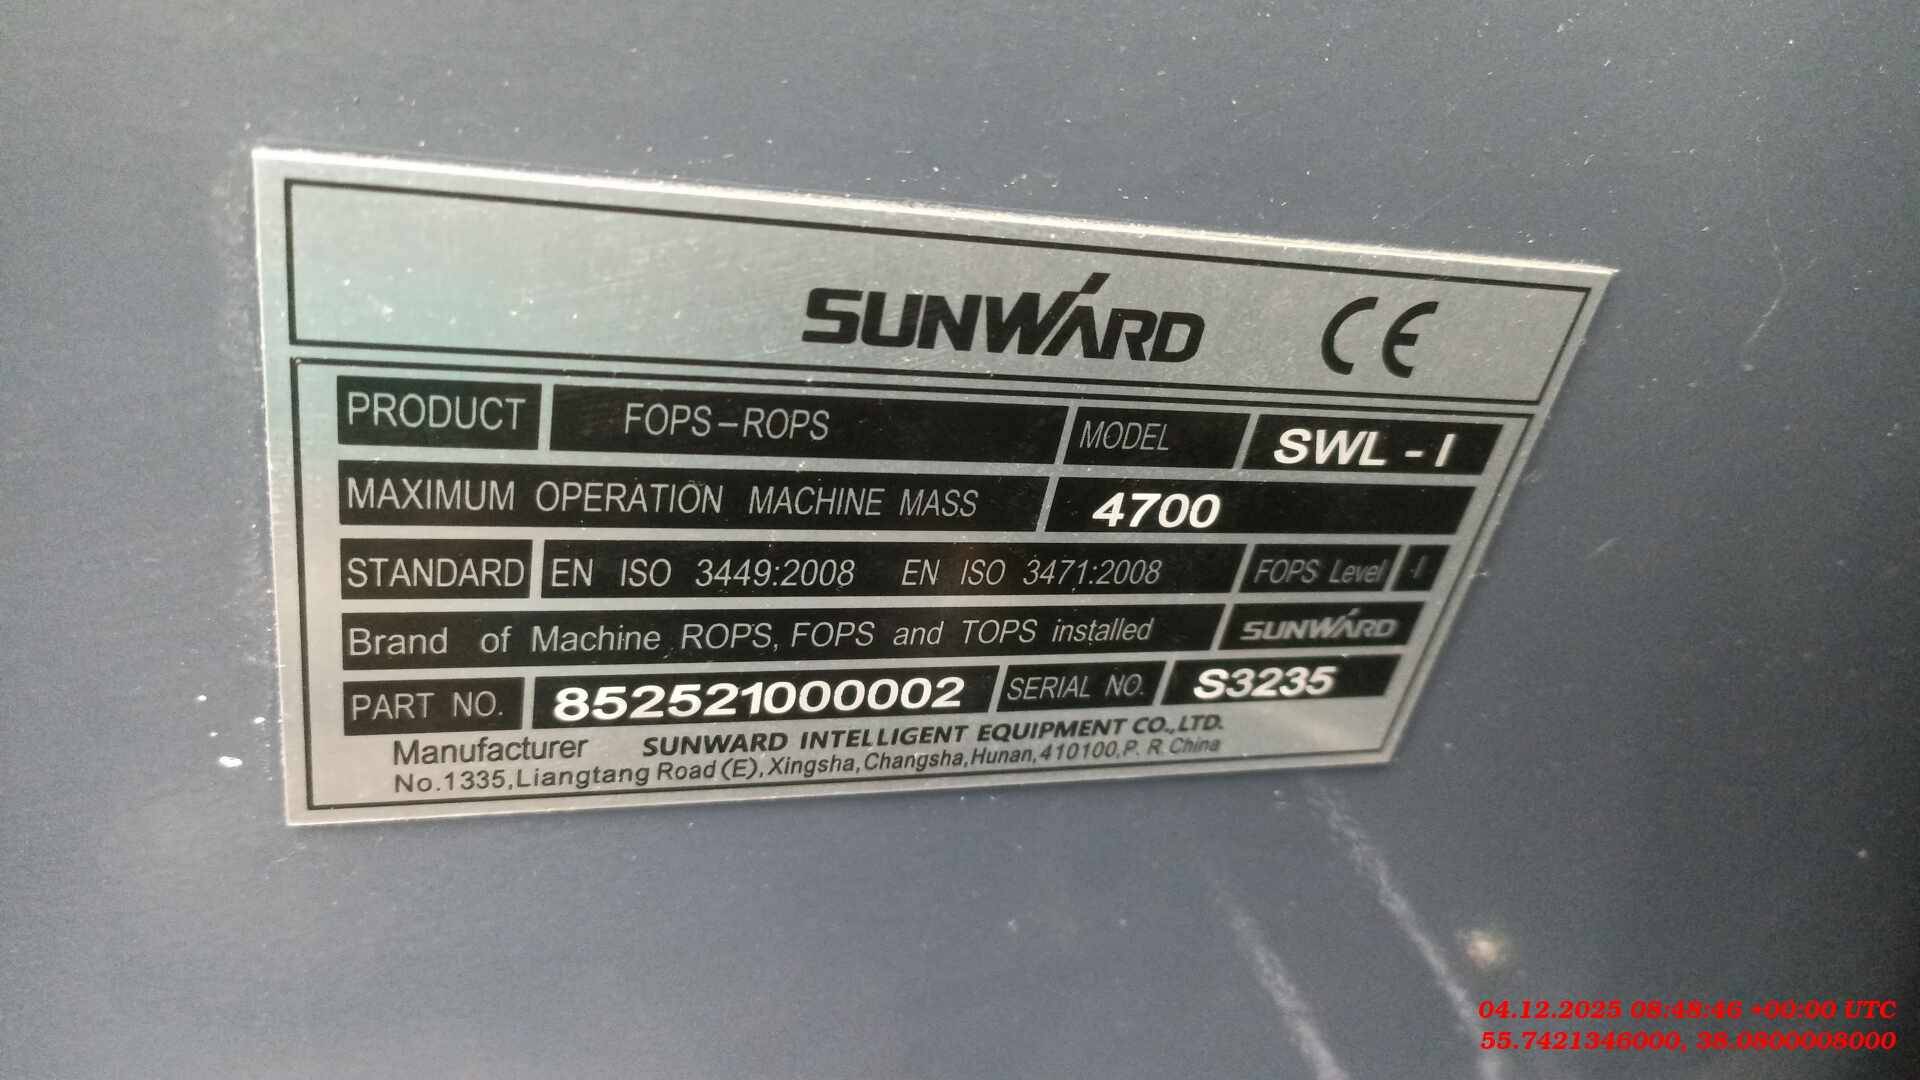 SUNWARD CE
PRODUCT FOPS-ROPS MODEL SWL - I
MAXIMUM OPERATION MACHINE MASS 4700
STANDARD EN ISO 3449:2008 EN ISO 3471:2008 FOPS Level -I
Brand of Machine ROPS, FOPS and TOPS installed SUNWARD
PART NO. 852521000002 SERIAL NO. S3235
Manufacturer SUNWARD INTELLIGENT EQUIPMENT CO.,LTD.
No.1335,Liangtang Road (E),Xingsha,Changsha,Hunan,410100,P. R. China
04.12.2025 08:48:46 +00:00 UTC
55.7421346000, 38.0800008000